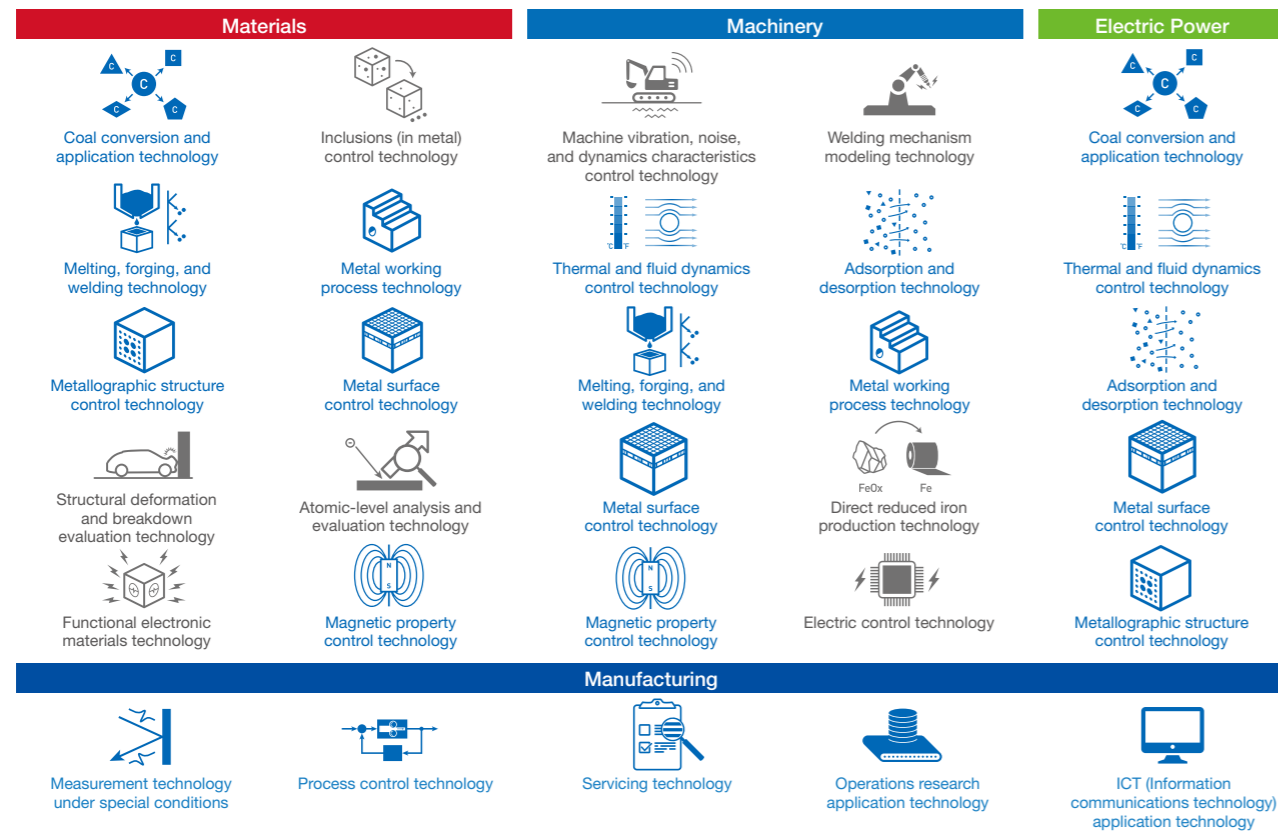 Materials
Machinery
Electric Power
C
C
C
C
C
Coal conversion and
application technology
Inclusions (in metal)
control technology
Machine vibration, noise,
and dynamics characteristics
control technology
Welding mechanism
modeling technology
C
C
C
C
C
Coal conversion and
application technology
Melting, forging, and
welding technology
Metal working
process technology
°C °F
Thermal and fluid dynamics
control technology
Adsorption and
desorption technology
°C °F
Thermal and fluid dynamics
control technology
Metallographic structure
control technology
Metal surface
control technology
Melting, forging, and
welding technology
Metal working
process technology
Adsorption and
desorption technology
Structural deformation
and breakdown
evaluation technology
Atomic-level analysis and
evaluation technology
Metal surface
control technology
FeOx Fe
Direct reduced iron
production technology
Metal surface
control technology
Functional electronic
materials technology
N
S
Magnetic property
control technology
N
S
Magnetic property
control technology
Electric control technology
Metallographic structure
control technology
Manufacturing
Measurement technology
under special conditions
Process control technology
Servicing technology
Operations research
application technology
ICT (Information
communications technology)
application technology